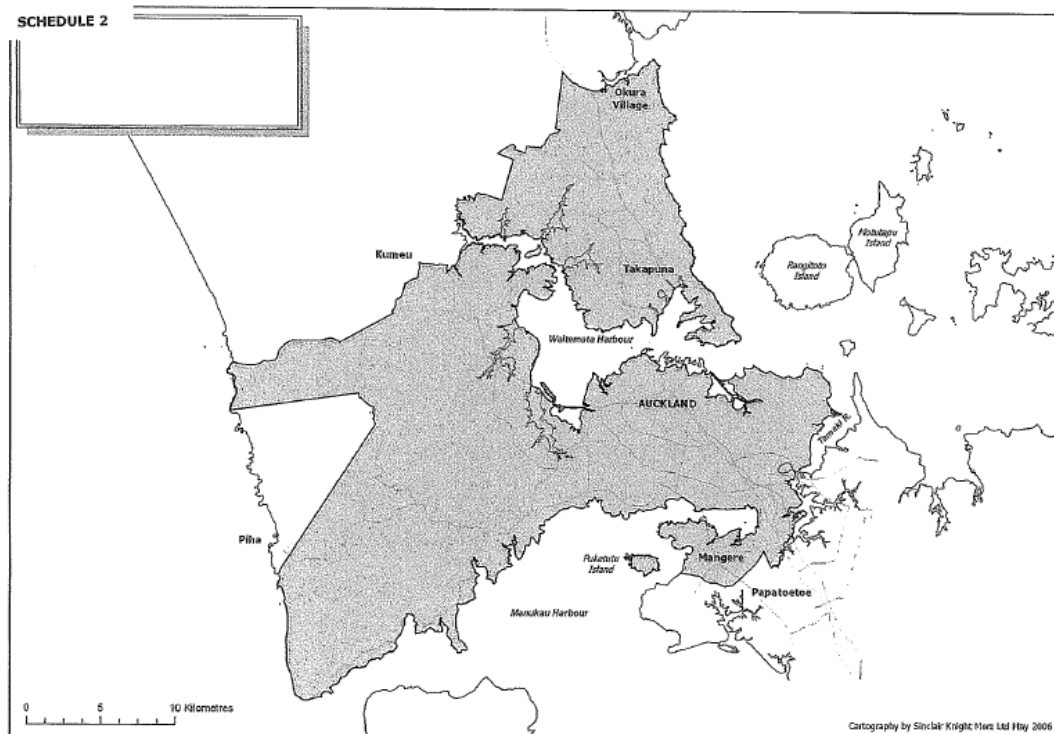 SCHEDULE 2
Okura
Village
Kumeu
Takapuna
Motutapu
Island
Rangitoto
Island
Waitemata Harbour
AUCKLAND
Tamaki R.
Piha
Puketutu
Island
Mangere
Papatoetoe
Manukau Harbour
0 5 10 Kilometres
Cartography by Sinclair Knight Merz Ltd May 2006